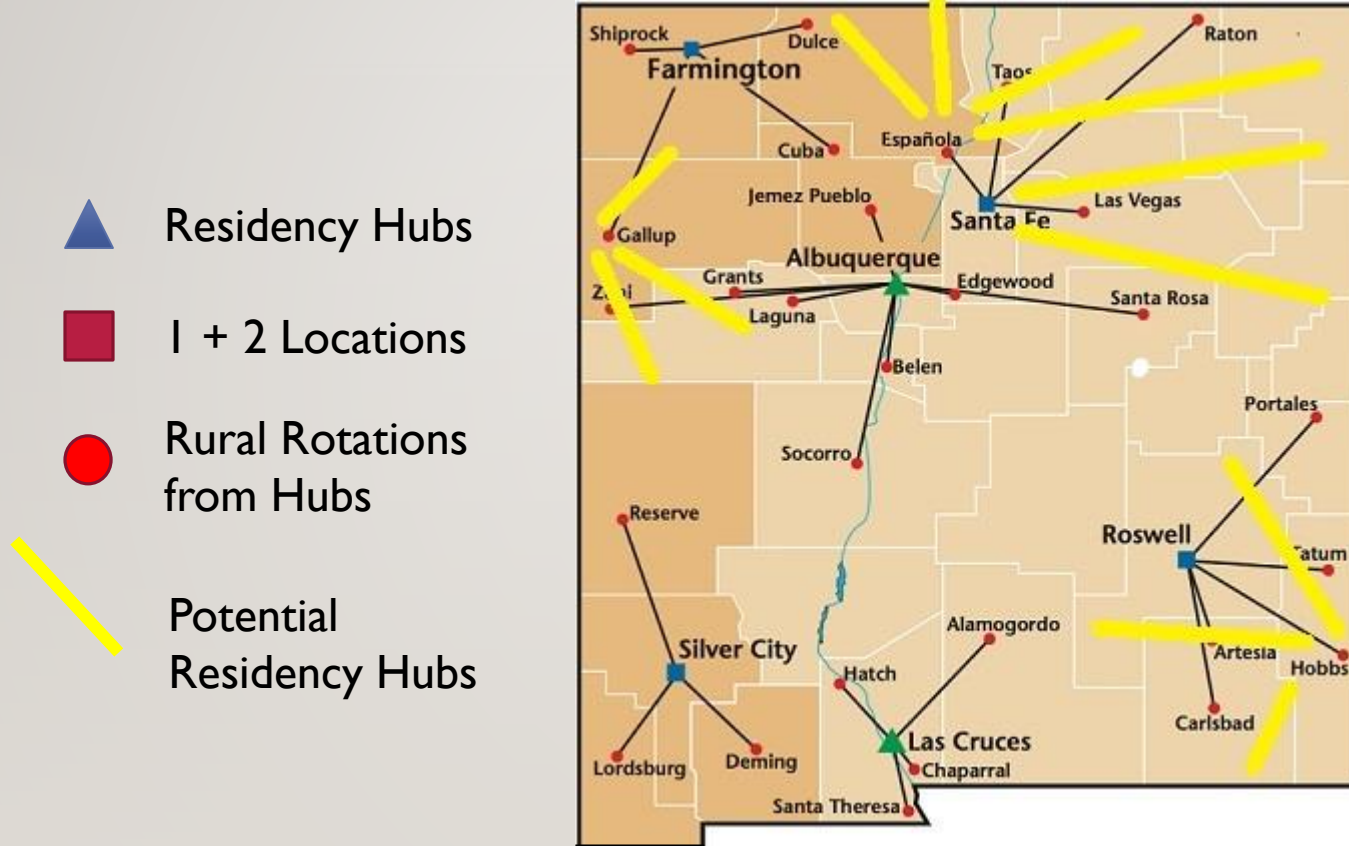 Residency Hubs
1 + 2 Locations
Rural Rotations
from Hubs
Potential
Residency Hubs
Shiprock
Dulce
Farmington
Raton
Taos
Española
Cuba
Jemez Pueblo
Las Vegas
Santa Fe
Gallup
Albuquerque
Grants
Edgewood
Laguna
Santa Rosa
Belen
Portales
Socorro
Reserve
Roswell
Tatum
Alamogordo
Silver City
Artesia
Hobbs
Hatch
Carlsbad
Las Cruces
Lordsburg
Deming
Chaparral
Santa Theresa